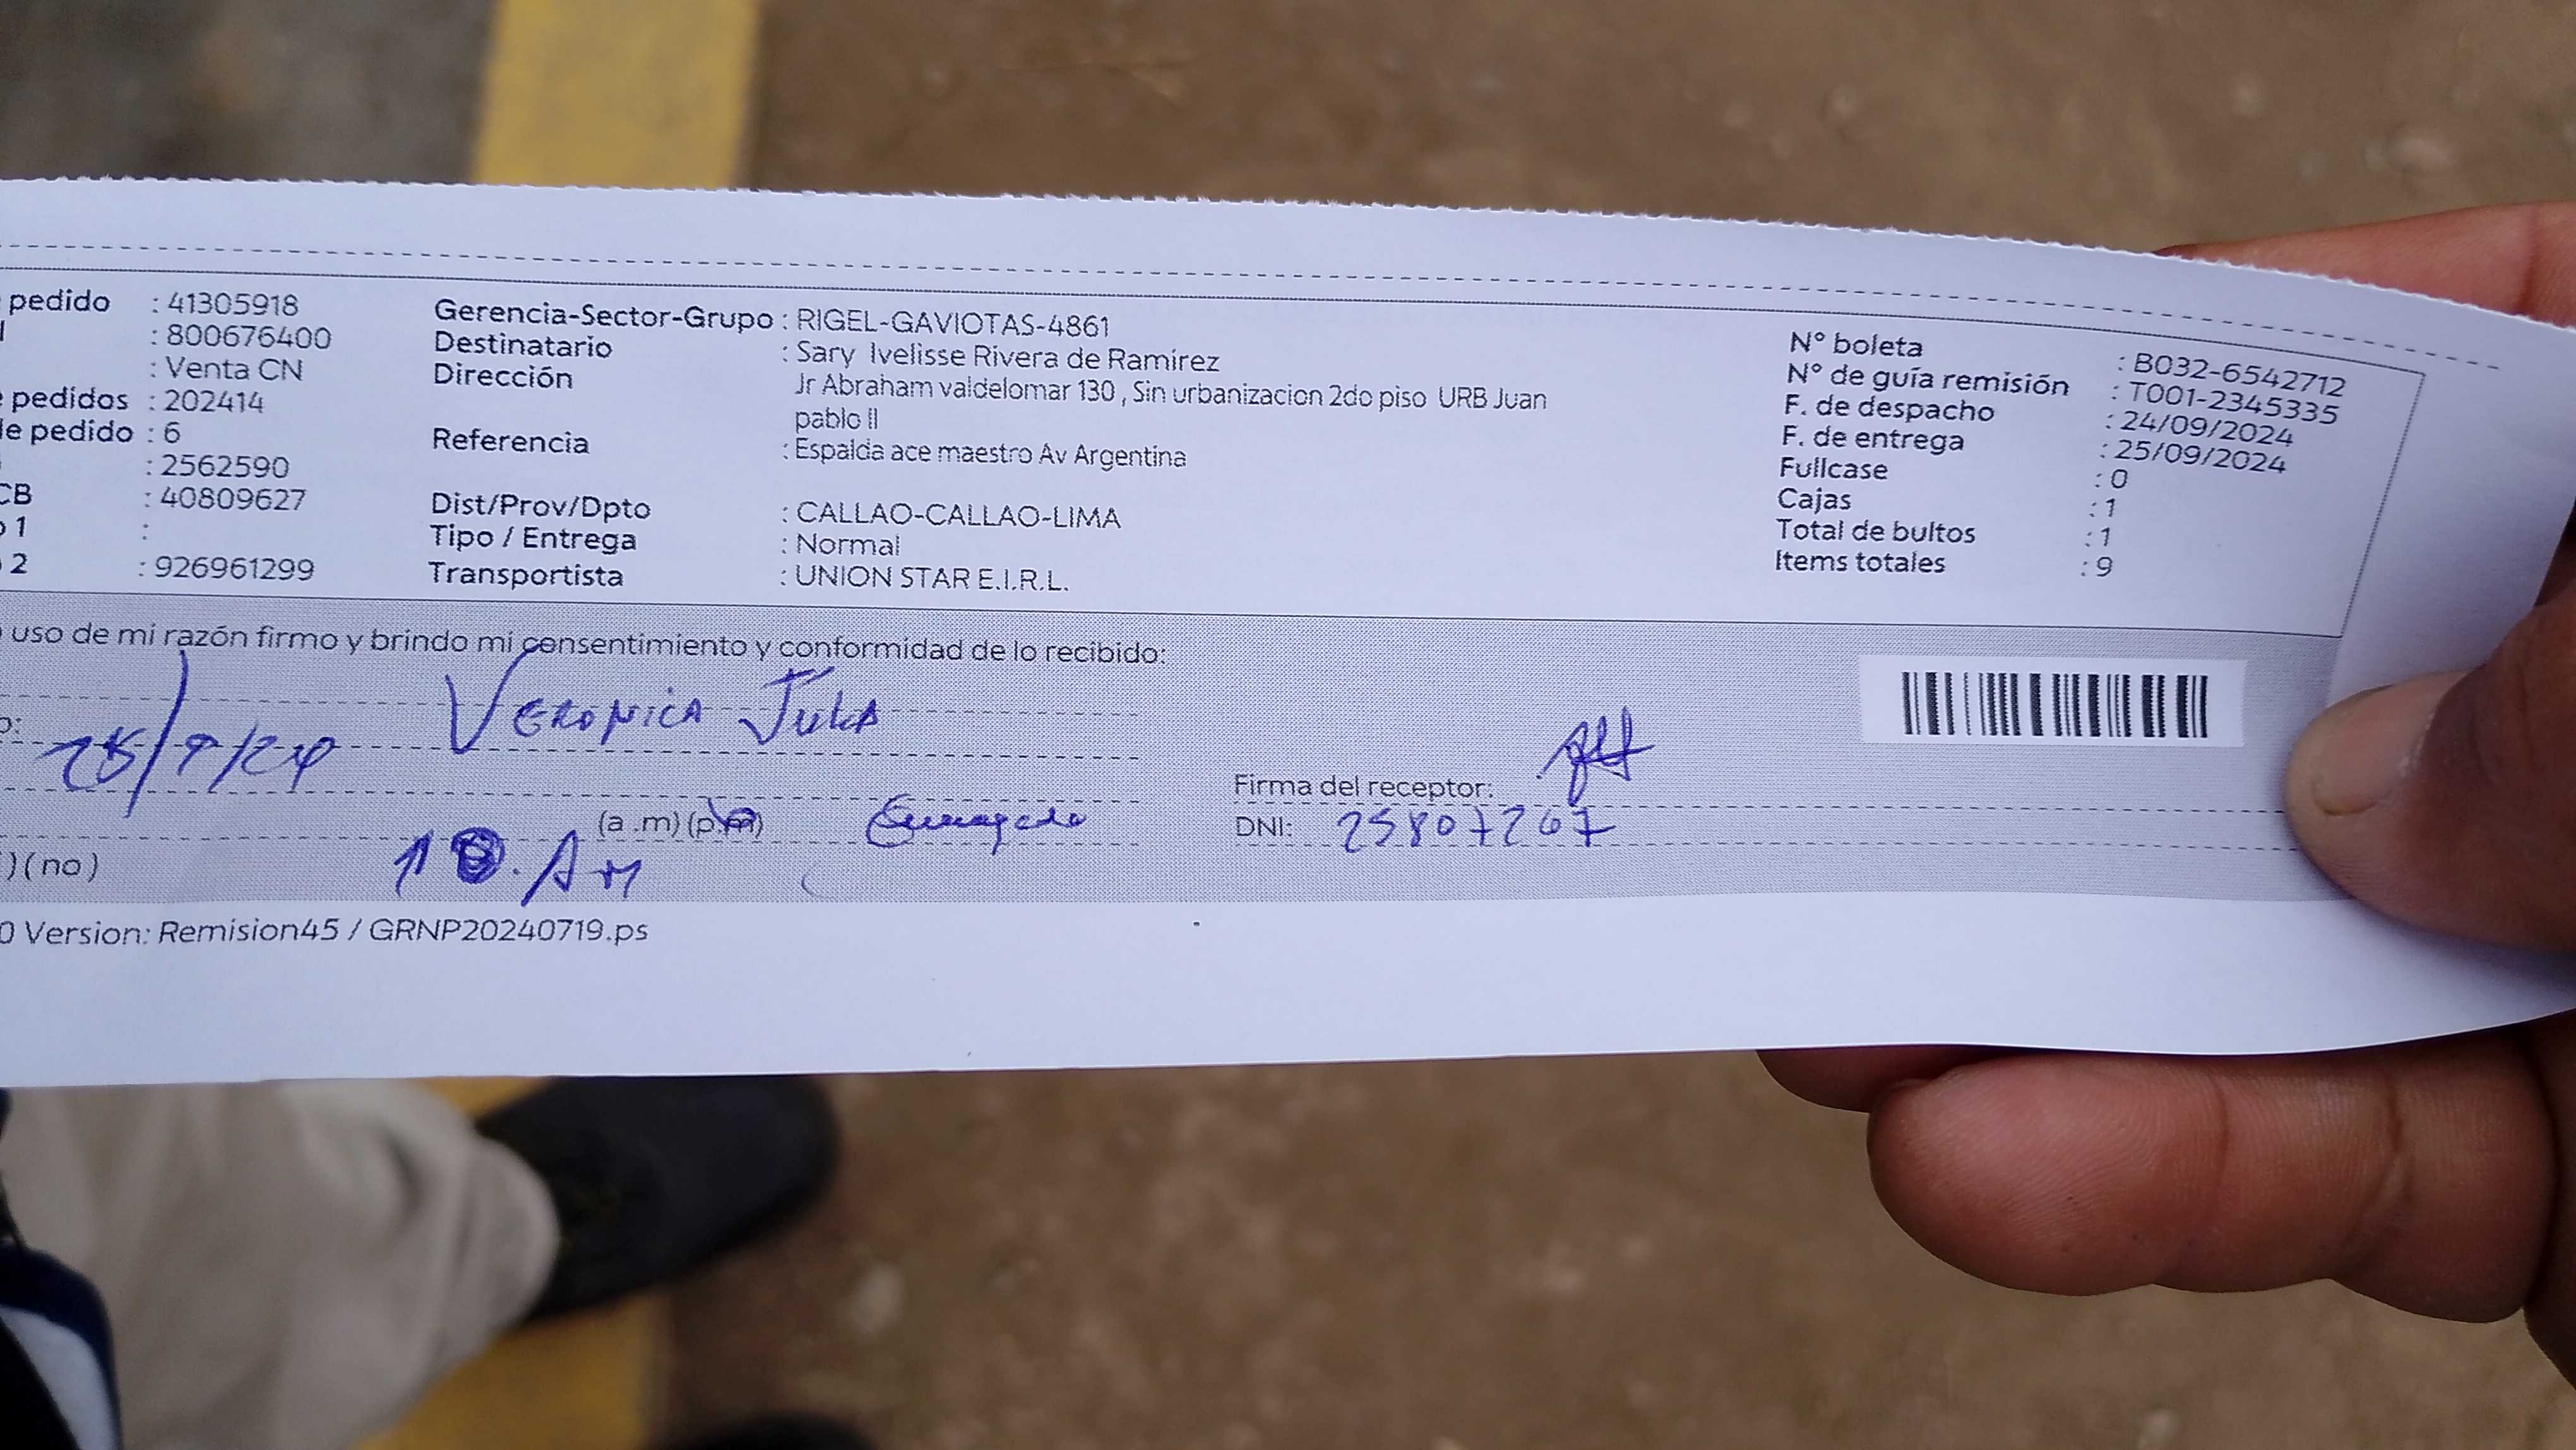 pedido : 41305918
: 800676400
: Venta CN
pedidos : 202414
de pedido : 6
: 2562590
CB : 40809627
1 :
2 : 926961299
Gerencia-Sector-Grupo : RIGEL-GAVIOTAS-4861
Destinatario : Sary Ivelisse Rivera de Ramirez
Dirección Jr Abraham valdelomar 130 , Sin urbanizacion 2do piso URB Juan
pablo II
Referencia : Espalda ace maestro Av Argentina
Dist/Prov/Dpto : CALLAO-CALLAO-LIMA
Tipo / Entrega : Normal
Transportista : UNION STAR E.I.R.L.
N° boleta : B032-6542712
N° de guía remisión : T001-2345335
F. de despacho : 24/09/2024
F. de entrega : 25/09/2024
Fullcase : 0
Cajas : 1
Total de bultos : 1
Items totales : 9
uso de mi razón firmo y brindo mi consentimiento y conformidad de lo recibido:
VERONICA
25/9/24
Firma del receptor:
(a .m) (p.m)
DNI: 25807267
Am
) ( no )
0 Version: Remision45 / GRNP20240719.ps